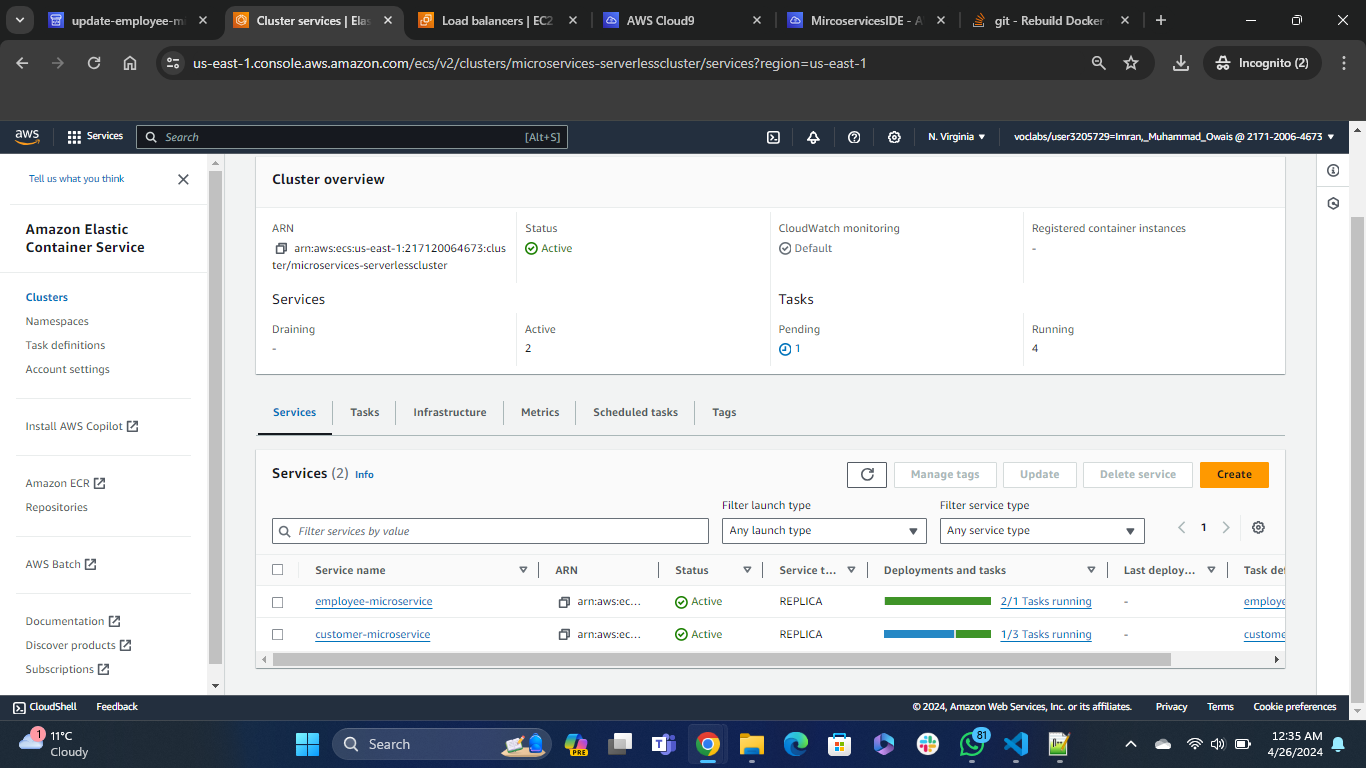 update-employee-mi
Cluster services | Elas
Load balancers | EC2
AWS Cloud9
MircoservicesIDE - A
git - Rebuild Docker
us-east-1.console.aws.amazon.com/ecs/v2/clusters/microservices-serverlesscluster/services?region=us-east-1
Incognito (2)
aws
Services
Search
[Alt+S]
N. Virginia
voclabs/user3205729=Imran,_Muhammad_Owais @ 2171-2006-4673
Tell us what you think
Amazon Elastic
Container Service
Clusters
Namespaces
Task definitions
Account settings
Install AWS Copilot
Amazon ECR
Repositories
AWS Batch
Documentation
Discover products
Subscriptions
Cluster overview
ARN
arn:aws:ecs:us-east-1:217120064673:clus
ter/microservices-serverlesscluster
Status
Active
CloudWatch monitoring
Default
Registered container instances
-
Services
Tasks
Draining
-
Active
2
Pending
1
Running
4
Services
Tasks
Infrastructure
Metrics
Scheduled tasks
Tags
Services (2) Info
Manage tags
Update
Delete service
Create
Filter launch type
Filter service type
Filter services by value
Any launch type
Any service type
1
Service name
ARN
Status
Service t...
Deployments and tasks
Last deploy...
Task def
employee-microservice
arn:aws:ec...
Active
REPLICA
2/1 Tasks running
-
employe
customer-microservice
arn:aws:ec...
Active
REPLICA
1/3 Tasks running
-
custome
CloudShell
Feedback
© 2024, Amazon Web Services, Inc. or its affiliates.
Privacy
Terms
Cookie preferences
1
11°C
Cloudy
Search
PRE
81
12:35 AM
4/26/2024